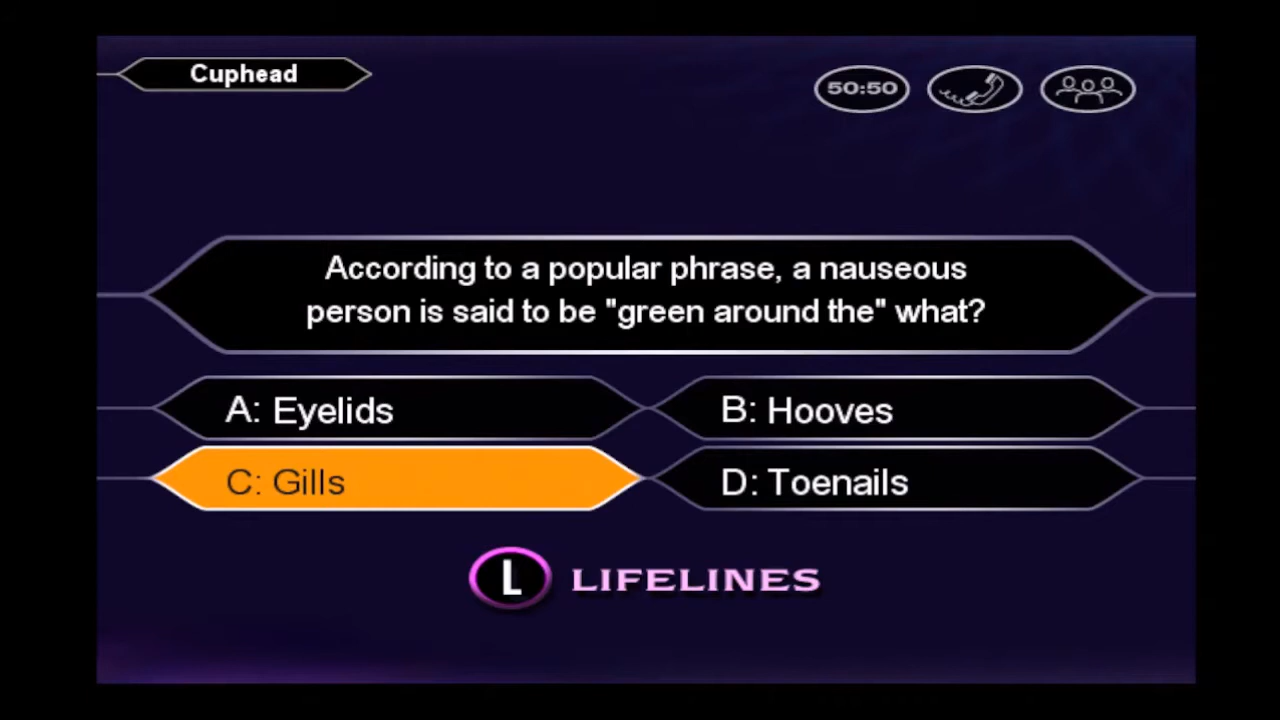 Cuphead
50:50
According to a popular phrase, a nauseous
person is said to be "green around the" what?
A: Eyelids
B: Hooves
C: Gills
D: Toenails
L LIFELINES